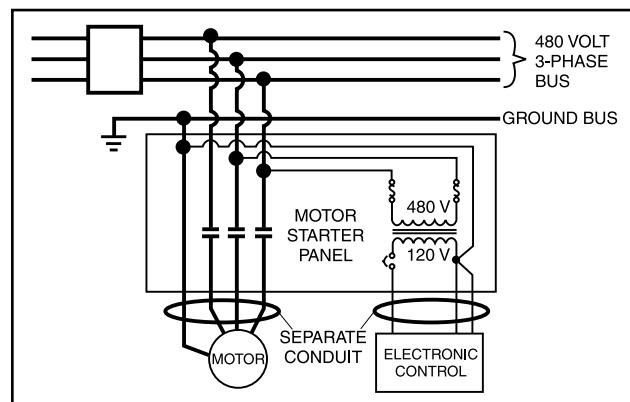 480 VOLT
3-PHASE
BUS
GROUND BUS
MOTOR
STARTER
PANEL
480 V
120 V
SEPARATE
CONDUIT
MOTOR
ELECTRONIC
CONTROL